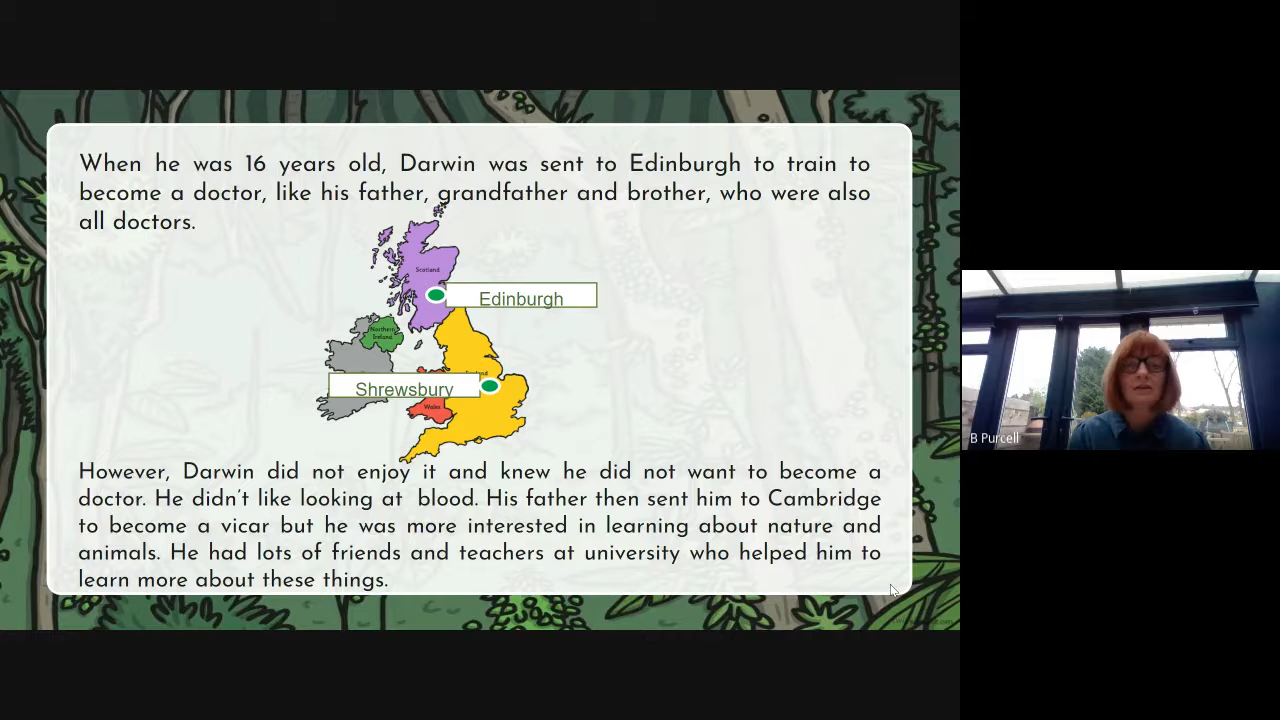 When he was 16 years old, Darwin was sent to Edinburgh to train to
become a doctor, like his father, grandfather and brother, who were also
all doctors.
Scotland
Edinburgh
Northern
Ireland
Shrewsbury
Wales
However, Darwin did not enjoy it and knew he did not want to become a
doctor. He didn't like looking at blood. His father then sent him to Cambridge
to become a vicar but he was more interested in learning about nature and
animals. He had lots of friends and teachers at university who helped him to
learn more about these things.
B Purcell